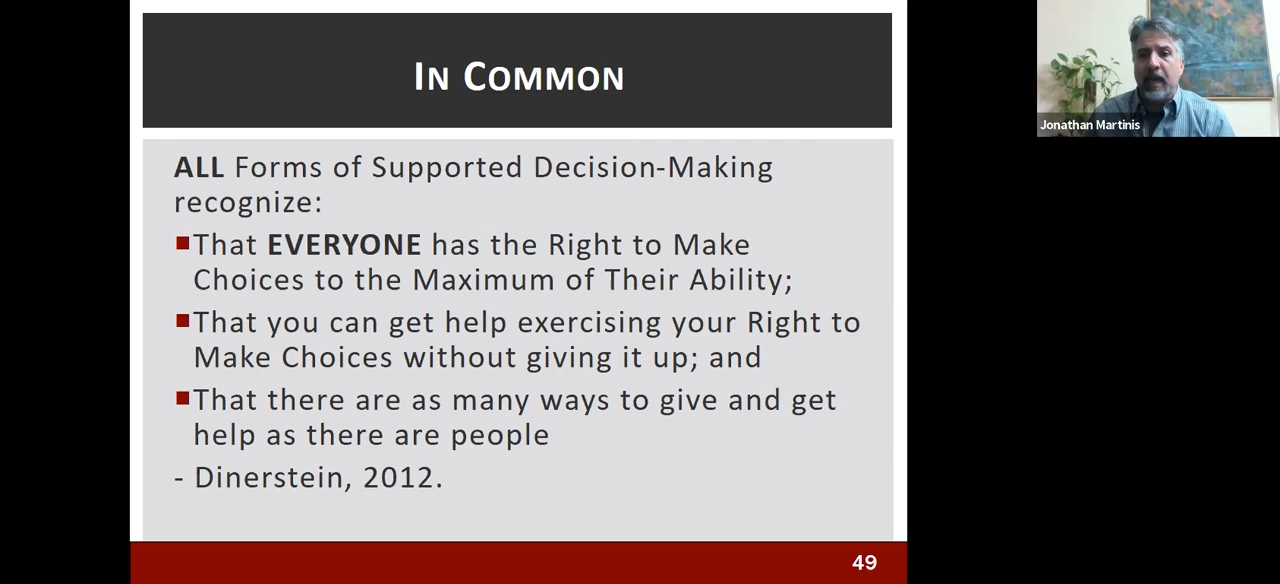 IN COMMON
ALL Forms of Supported Decision-Making
recognize:
■That EVERYONE has the Right to Make
Choices to the Maximum of Their Ability;
■That you can get help exercising your Right to
Make Choices without giving it up; and
■That there are as many ways to give and get
help as there are people
- Dinerstein, 2012.
49
Jonathan Martinis